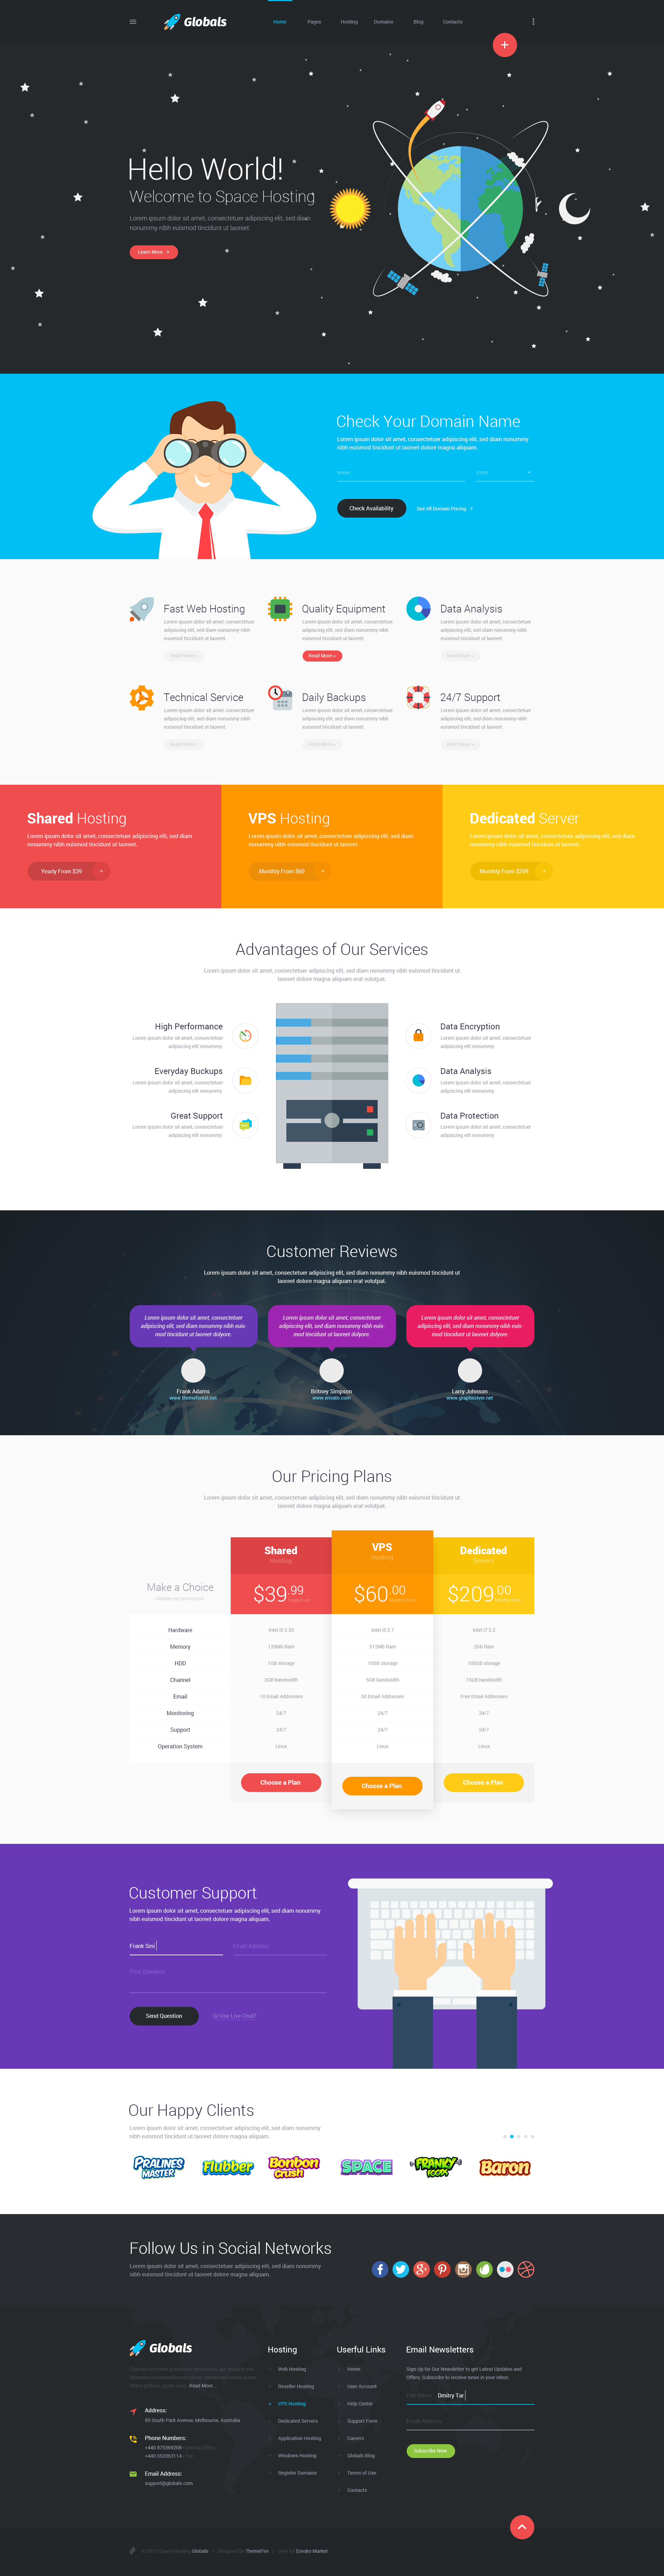 Globals
Home Pages Hosting Domains Blog Contacts
Hello World!
Welcome to Space Hosting
Lorem ipsum dolor sit amet, consectetuer adipiscing elit, sed diam
nonummy nibh euismod tincidunt ut laoreet
Learn More
Check Your Domain Name
Lorem ipsum dolor sit amet, consectetuer adipiscing elit, sed diam nonummy
nibh euismod tincidunt ut laoreet
www. .com
Check Availability See All Domain Pricing
Fast Web Hosting
Lorem ipsum dolor sit amet, consectetuer
adipiscing elit, sed diam nonummy nibh
euismod tincidunt ut laoreet
Read More
Quality Equipment
Lorem ipsum dolor sit amet, consectetuer
adipiscing elit, sed diam nonummy nibh
euismod tincidunt ut laoreet
Read More
Data Analysis
Lorem ipsum dolor sit amet, consectetuer
adipiscing elit, sed diam nonummy nibh
euismod tincidunt ut laoreet
Read More
Technical Service
Lorem ipsum dolor sit amet, consectetuer
adipiscing elit, sed diam nonummy nibh
euismod tincidunt ut laoreet
Read More
Daily Backups
Lorem ipsum dolor sit amet, consectetuer
adipiscing elit, sed diam nonummy nibh
euismod tincidunt ut laoreet
Read More
24/7 Support
Lorem ipsum dolor sit amet, consectetuer
adipiscing elit, sed diam nonummy nibh
euismod tincidunt ut laoreet
Read More
Shared Hosting
Lorem ipsum dolor sit amet, consectetuer adipiscing elit, sed diam
nonummy nibh euismod tincidunt ut laoreet.
Yearly From $39
VPS Hosting
Lorem ipsum dolor sit amet, consectetuer adipiscing elit, sed diam
nonummy nibh euismod tincidunt ut laoreet.
Monthly From $60
Dedicated Server
Lorem ipsum dolor sit amet, consectetuer adipiscing elit, sed diam
nonummy nibh euismod tincidunt ut laoreet.
Monthly From $209
Advantages of Our Services
Lorem ipsum dolor sit amet, consectetuer adipiscing elit, sed diam nonummy nibh euismod tincidunt ut
laoreet dolore magna aliquam erat volutpat.
High Performance
Lorem ipsum dolor sit amet, consectetuer
adipiscing elit nonummy
Everyday Buckups
Lorem ipsum dolor sit amet, consectetuer
adipiscing elit nonummy
Great Support
Lorem ipsum dolor sit amet, consectetuer
adipiscing elit nonummy
Data Encryption
Lorem ipsum dolor sit amet, consectetuer
adipiscing elit nonummy
Data Analysis
Lorem ipsum dolor sit amet, consectetuer
adipiscing elit nonummy
Data Protection
Lorem ipsum dolor sit amet, consectetuer
adipiscing elit nonummy
Customer Reviews
Lorem ipsum dolor sit amet, consectetuer adipiscing elit, sed diam nonummy nibh euismod tincidunt ut
laoreet dolore magna aliquam erat volutpat.
Lorem ipsum dolor sit amet, consectetuer
adipiscing elit, sed diam nonummy nibh euis-
mod tincidunt ut laoreet dolyore.
Frank Adams
www.themeforest.net
Lorem ipsum dolor sit amet, consectetuer
adipiscing elit, sed diam nonummy nibh euis-
mod tincidunt ut laoreet dolyore.
Britney Simpson
www.envato.com
Lorem ipsum dolor sit amet, consectetuer
adipiscing elit, sed diam nonummy nibh euis-
mod tincidunt ut laoreet dolyore.
Larry Johnson
www.graphicriver.net
Our Pricing Plans
Lorem ipsum dolor sit amet, consectetuer adipiscing elit, sed diam nonummy nibh euismod tincidunt ut
laoreet dolore magna aliquam erat volutpat.
Shared
Hosting
VPS
Hosting
Dedicated
Servers
Make a Choice
$39.99
$60.00
$209.00
Hardware Intel i3 2.33 Intel i5 2.7 Intel i7 3.2
Memory 128Mb Ram 512Mb Ram 2Gb Ram
HDD 1GB storage 10GB storage 100GB storage
Channel 3GB bandwidth 5GB bandwidth 15GB bandwidth
Email 10 Email Addresses 50 Email Addresses Free Email Addresses
Monitoring 24/7 24/7 24/7
Support 24/7 24/7 24/7
Operation System Linux Linux Linux
Choose a Plan Choose a Plan Choose a Plan
Customer Support
Lorem ipsum dolor sit amet, consectetuer adipiscing elit, sed diam nonummy
nibh euismod tincidunt ut laoreet dolore magna aliquam.
Frank Smi Email Address
Your Question
Send Question Or Use Live Chat?
Our Happy Clients
Lorem ipsum dolor sit amet, consectetuer adipiscing elit, sed diam nonummy
nibh euismod tincidunt ut laoreet dolore magna aliquam.
PRALINES MASTER
Flubber
Bonbon Crush
SPACE
FRANKY FOODS
Baron
Follow Us in Social Networks
Lorem ipsum dolor sit amet, consectetuer adipiscing elit, sed diam nonummy
nibh euismod tincidunt ut laoreet dolore magna aliquam.
Globals
Read More
Address:
95 South Park Avenue, Melbourne, Australia
Phone Numbers:
+440 875369208
+440 353363114
Email Address:
support@globals.com
Hosting
Web Hosting
Reseller Hosting
VPS Hosting
Dedicated Servers
Application Hosting
Windows Hosting
Register Domains
Userful Links
Home
User Account
Help Center
Support Form
Careers
Globals Blog
Terms of Use
Contacts
Email Newsletters
Sign Up for Our Newsletter to get Latest Updates and
Offers. Subscribe to receive news in your inbox.
Full Name: Dmitry Tar
Email Address
Subscribe Now
© 2015 Space Hosting Globals | Designed by ThemeFire | Only for Envato Market